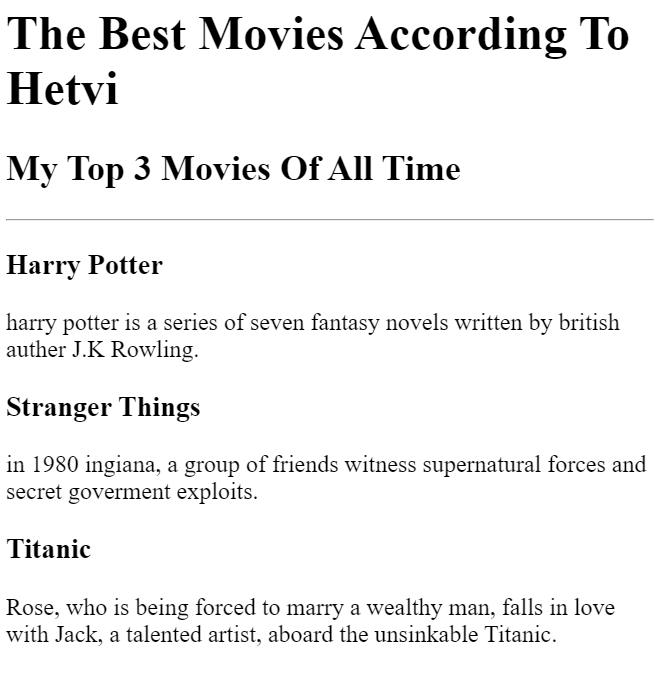 The Best Movies According To
Hetvi
My Top 3 Movies Of All Time
Harry Potter
harry potter is a series of seven fantasy novels written by british
auther J.K Rowling.
Stranger Things
in 1980 ingiana, a group of friends witness supernatural forces and
secret goverment exploits.
Titanic
Rose, who is being forced to marry a wealthy man, falls in love
with Jack, a talented artist, aboard the unsinkable Titanic.